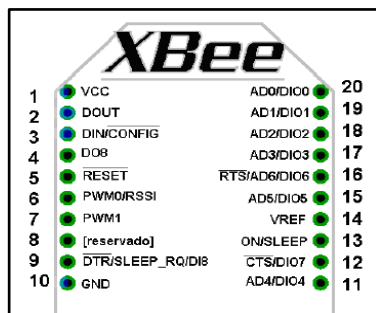 XBee
1 VCC
2 DOUT
3 DIN/CONFIG
4 DO8
5 RESET
6 PWM0/RSSI
7 PWM1
8 [reservado]
9 DTR/SLEEP_RQ/DI8
10 GND
AD0/DIO0 20
AD1/DIO1 19
AD2/DIO2 18
AD3/DIO3 17
RTS/AD6/DIO6 16
AD5/DIO5 15
VREF 14
ON/SLEEP 13
CTS/DIO7 12
AD4/DIO4 11